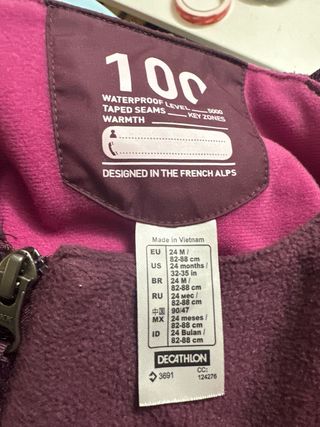 100
WATERPROOF LEVEL 5000
TAPED SEAMS KEY ZONES
WARMTH
DESIGNED IN THE FRENCH ALPS
Made in Vietnam
EU 24 M / 82-88 cm
US 24 months / 32-35 in
BR 24 M / 82-88 cm
RU 24 мес / 82-88 cm
中国 90/47
MX 24 meses / 82-88 cm
ID 24 Bulan / 82-88 cm
DECATHLON
3691 CC: 124276